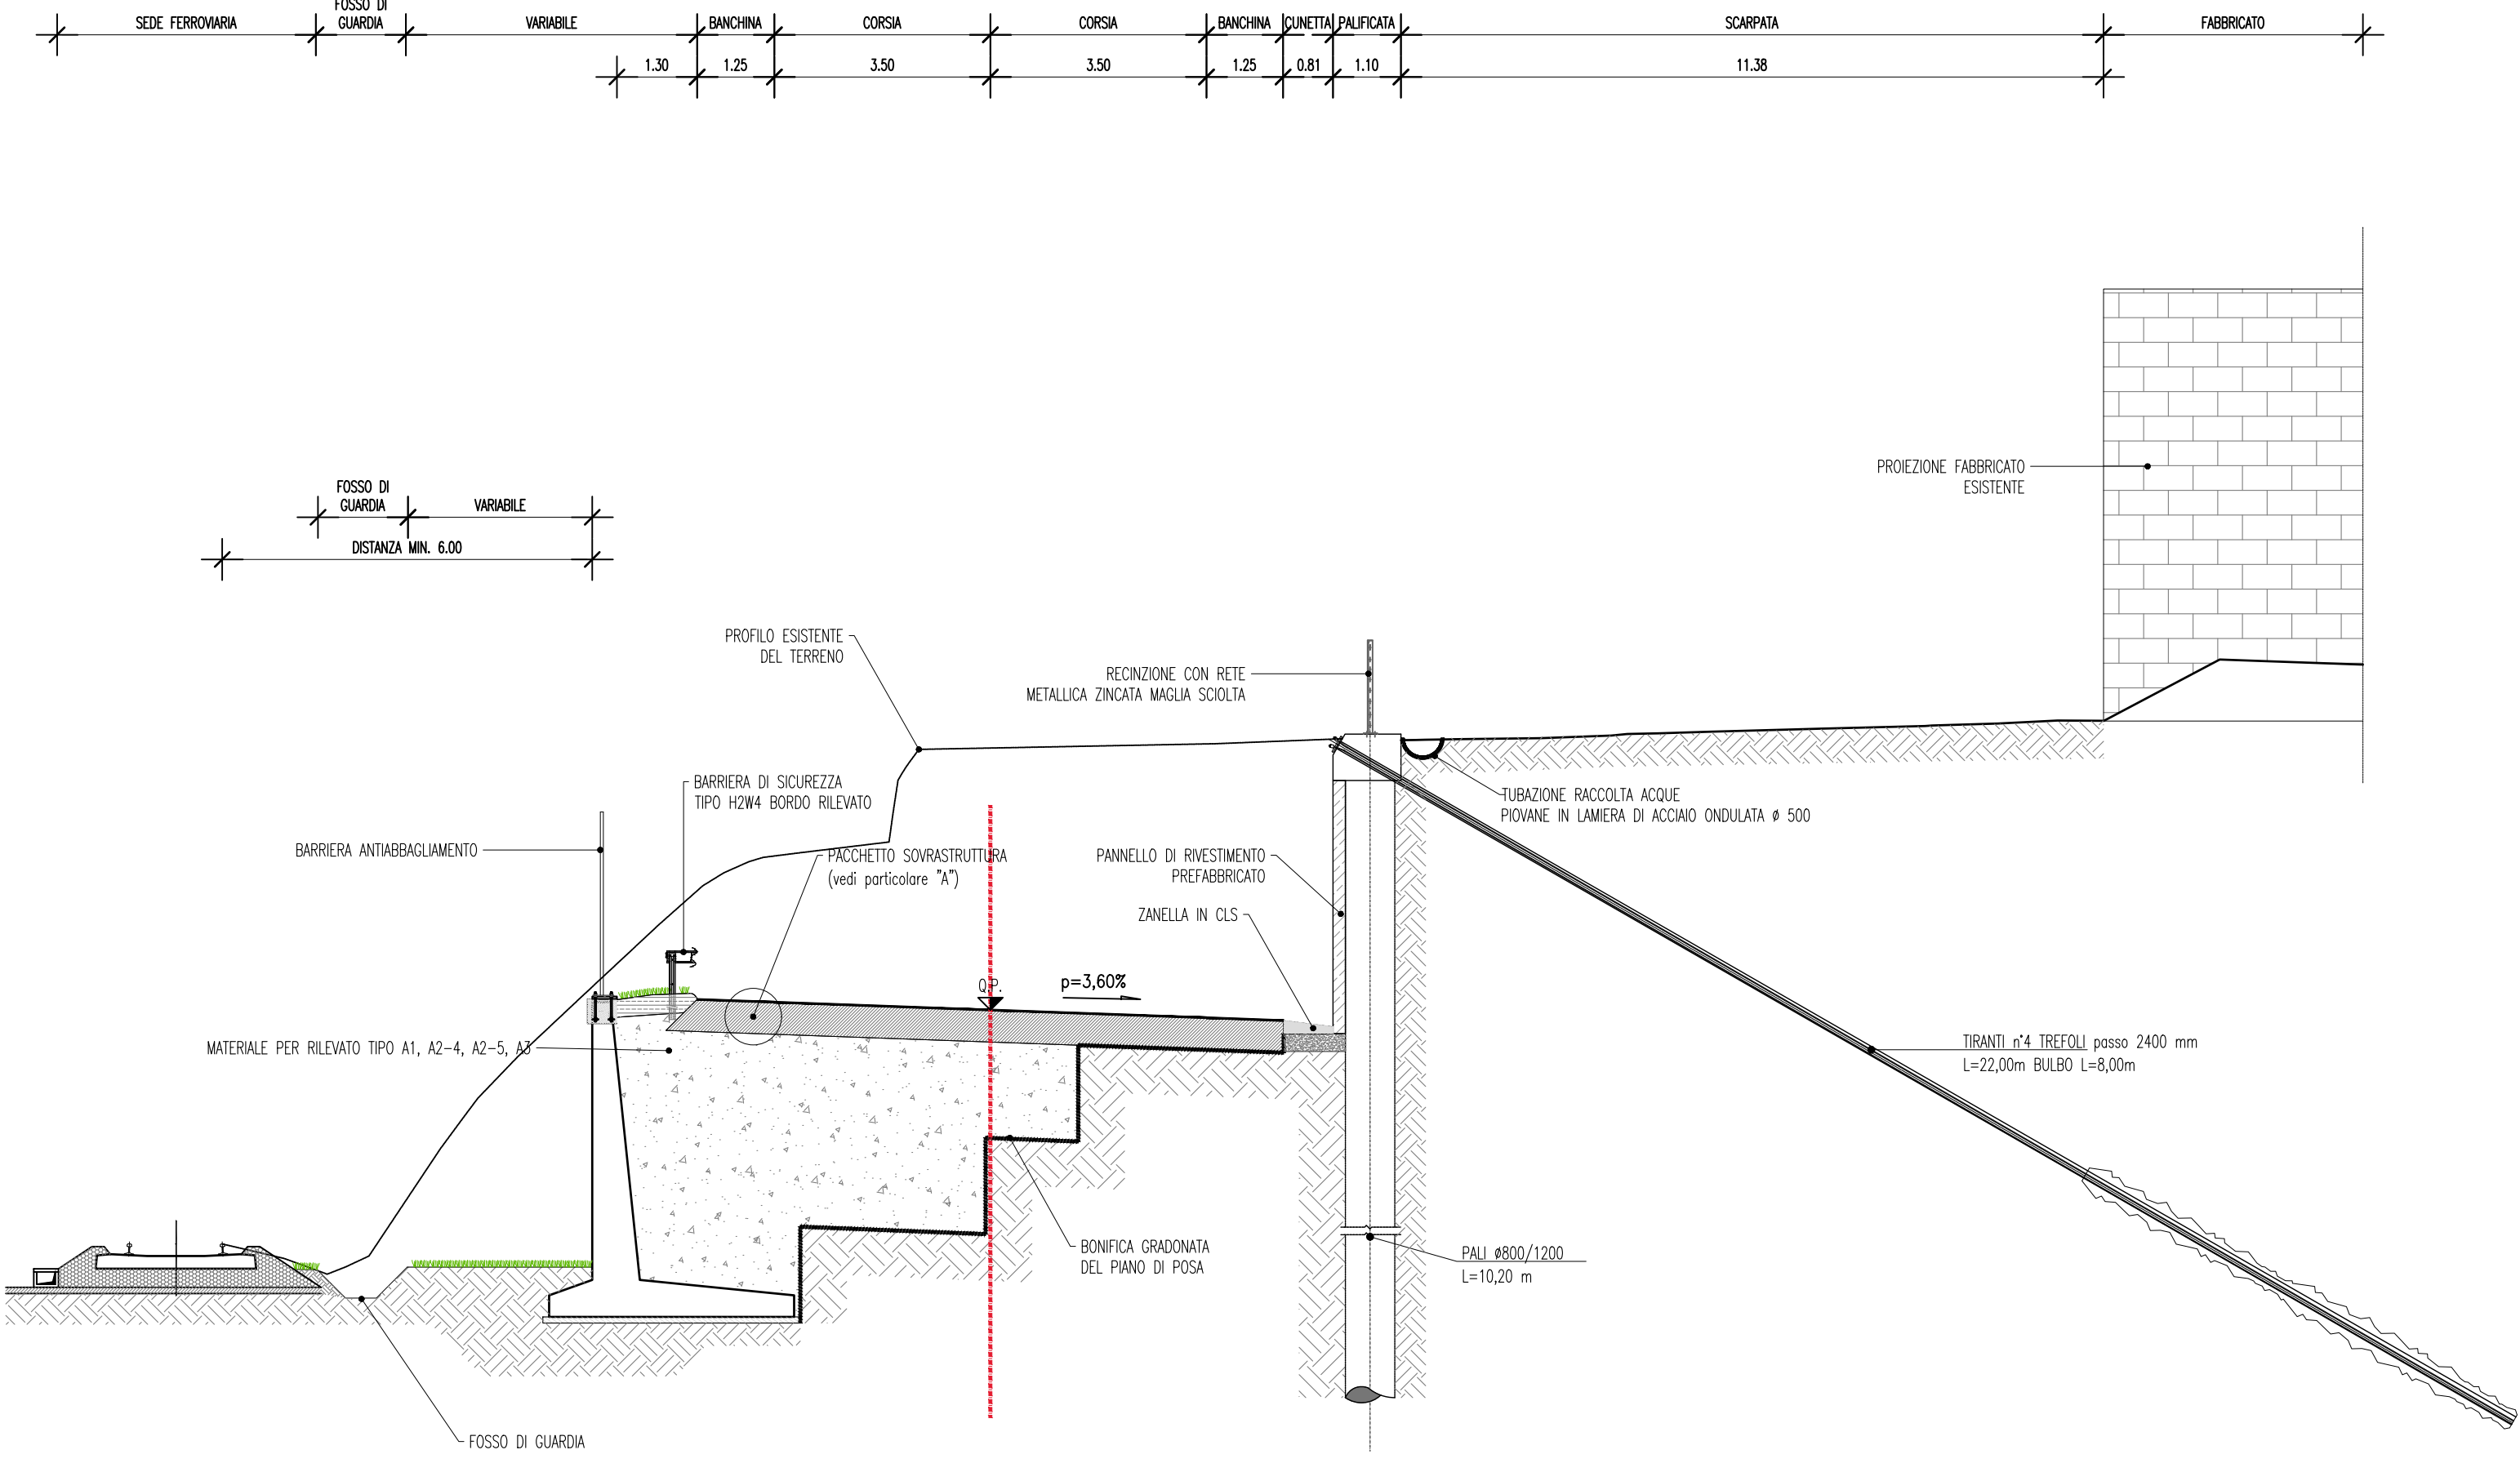 SEDE FERROVIARIA
FOSSO DI
GUARDIA
VARIABILE
BANCHINA
CORSIA
CORSIA
BANCHINA
CUNETTA
PALIFICATA
SCARPATA
FABBRICATO
1.30
1.25
3.50
3.50
1.25
0.81
1.10
11.38
PROIEZIONE FABBRICATO
ESISTENTE
FOSSO DI
GUARDIA
VARIABILE
DISTANZA MIN. 6.00
PROFILO ESISTENTE
DEL TERRENO
RECINZIONE CON RETE
METALLICA ZINCATA MAGLIA SCIOLTA
BARRIERA DI SICUREZZA
TIPO H2W4 BORDO RILEVATO
TUBAZIONE RACCOLTA ACQUE
PIOVANE IN LAMIERA DI ACCIAIO ONDULATA ø 500
BARRIERA ANTIABBAGLIAMENTO
PACCHETTO SOVRASTRUTTURA
(vedi particolare "A")
PANNELLO DI RIVESTIMENTO
PREFABBRICATO
ZANELLA IN CLS
Q.P.
p=3,60%
MATERIALE PER RILEVATO TIPO A1, A2-4, A2-5, A3
TIRANTI n°4 TREFOLI passo 2400 mm
L=22,00m BULBO L=8,00m
BONIFICA GRADONATA
DEL PIANO DI POSA
PALI ø800/1200
L=10,20 m
FOSSO DI GUARDIA